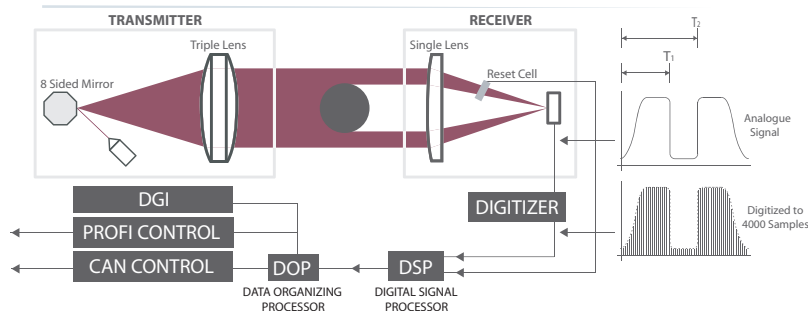 TRANSMITTER
RECEIVER
T2
Triple Lens
Single Lens
T1
8 Sided Mirror
Reset Cell
Analogue
Signal
DGI
DIGITIZER
Digitized to
4000 Samples
PROFI CONTROL
CAN CONTROL
DOP
DSP
DATA ORGANIZING
PROCESSOR
DIGITAL SIGNAL
PROCESSOR